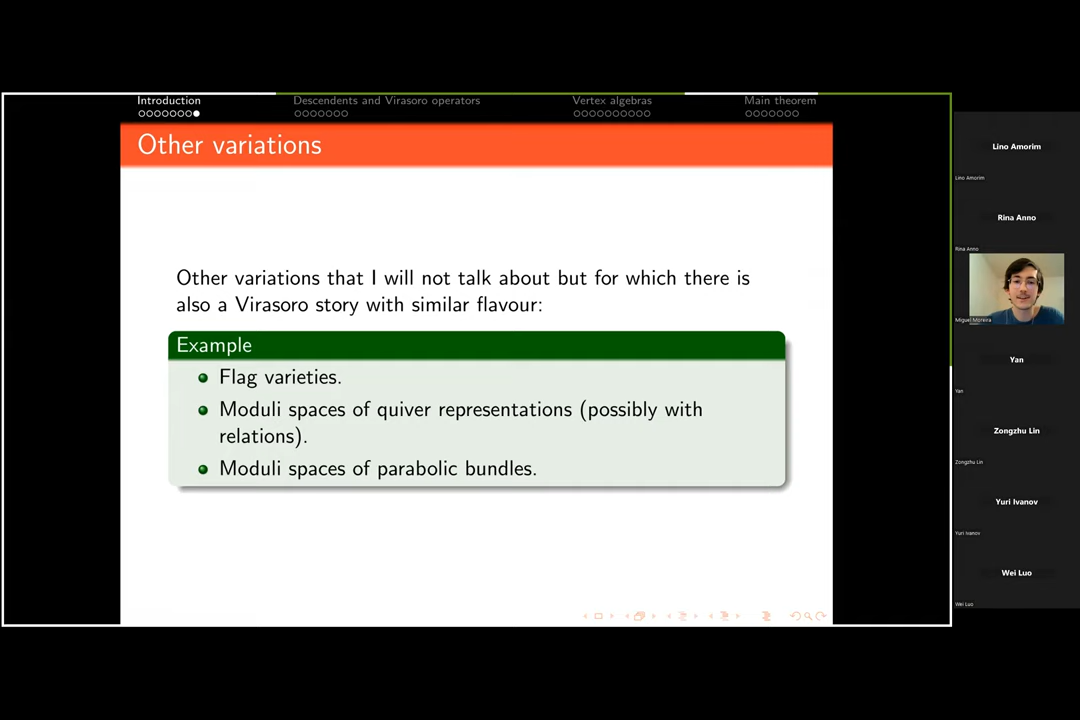 Introduction
Descendents and Virasoro operators
Vertex algebras
Main theorem
Other variations
Other variations that I will not talk about but for which there is
also a Virasoro story with similar flavour:
Example
Flag varieties.
Moduli spaces of quiver representations (possibly with
relations).
Moduli spaces of parabolic bundles.
Lino Amorim
Lino Amorim
Rina Anno
Rina Anno
Miguel Moreira
Yan
Yan
Zongzhu Lin
Zongzhu Lin
Yuri Ivanov
Yuri Ivanov
Wei Luo
Wei Luo